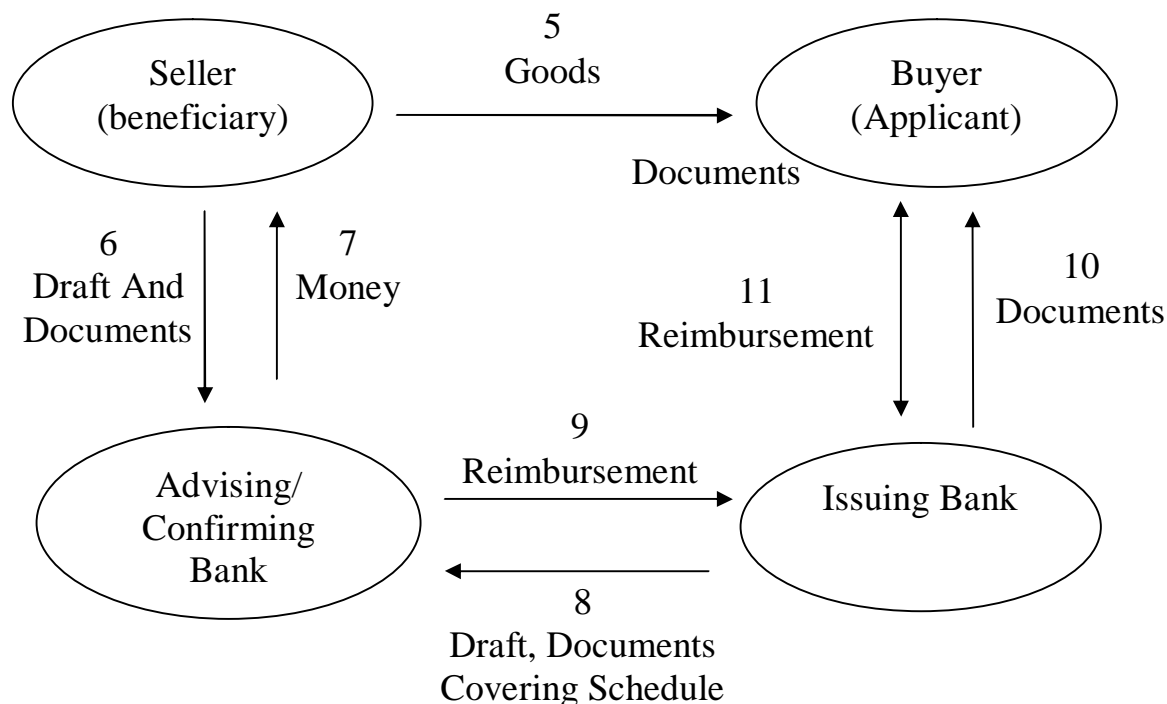 5
Goods
Seller
(beneficiary)
Buyer
(Applicant)
Documents
6
Draft And
Documents
7
Money
11
Reimbursement
10
Documents
9
Reimbursement
Advising/
Confirming
Bank
Issuing Bank
8
Draft, Documents
Covering Schedule